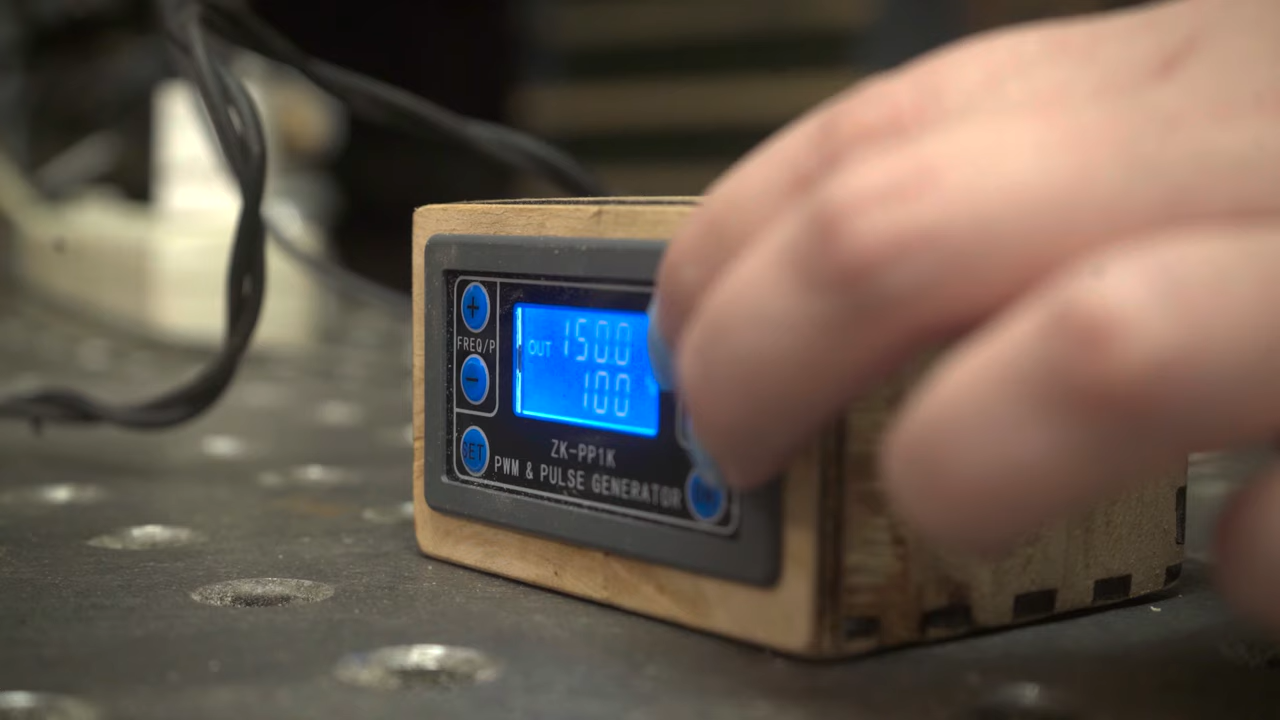 +
FREQ/P
-
SET
OUT 1500
100
ZK-PP1K
PWM & PULSE GENERATOR